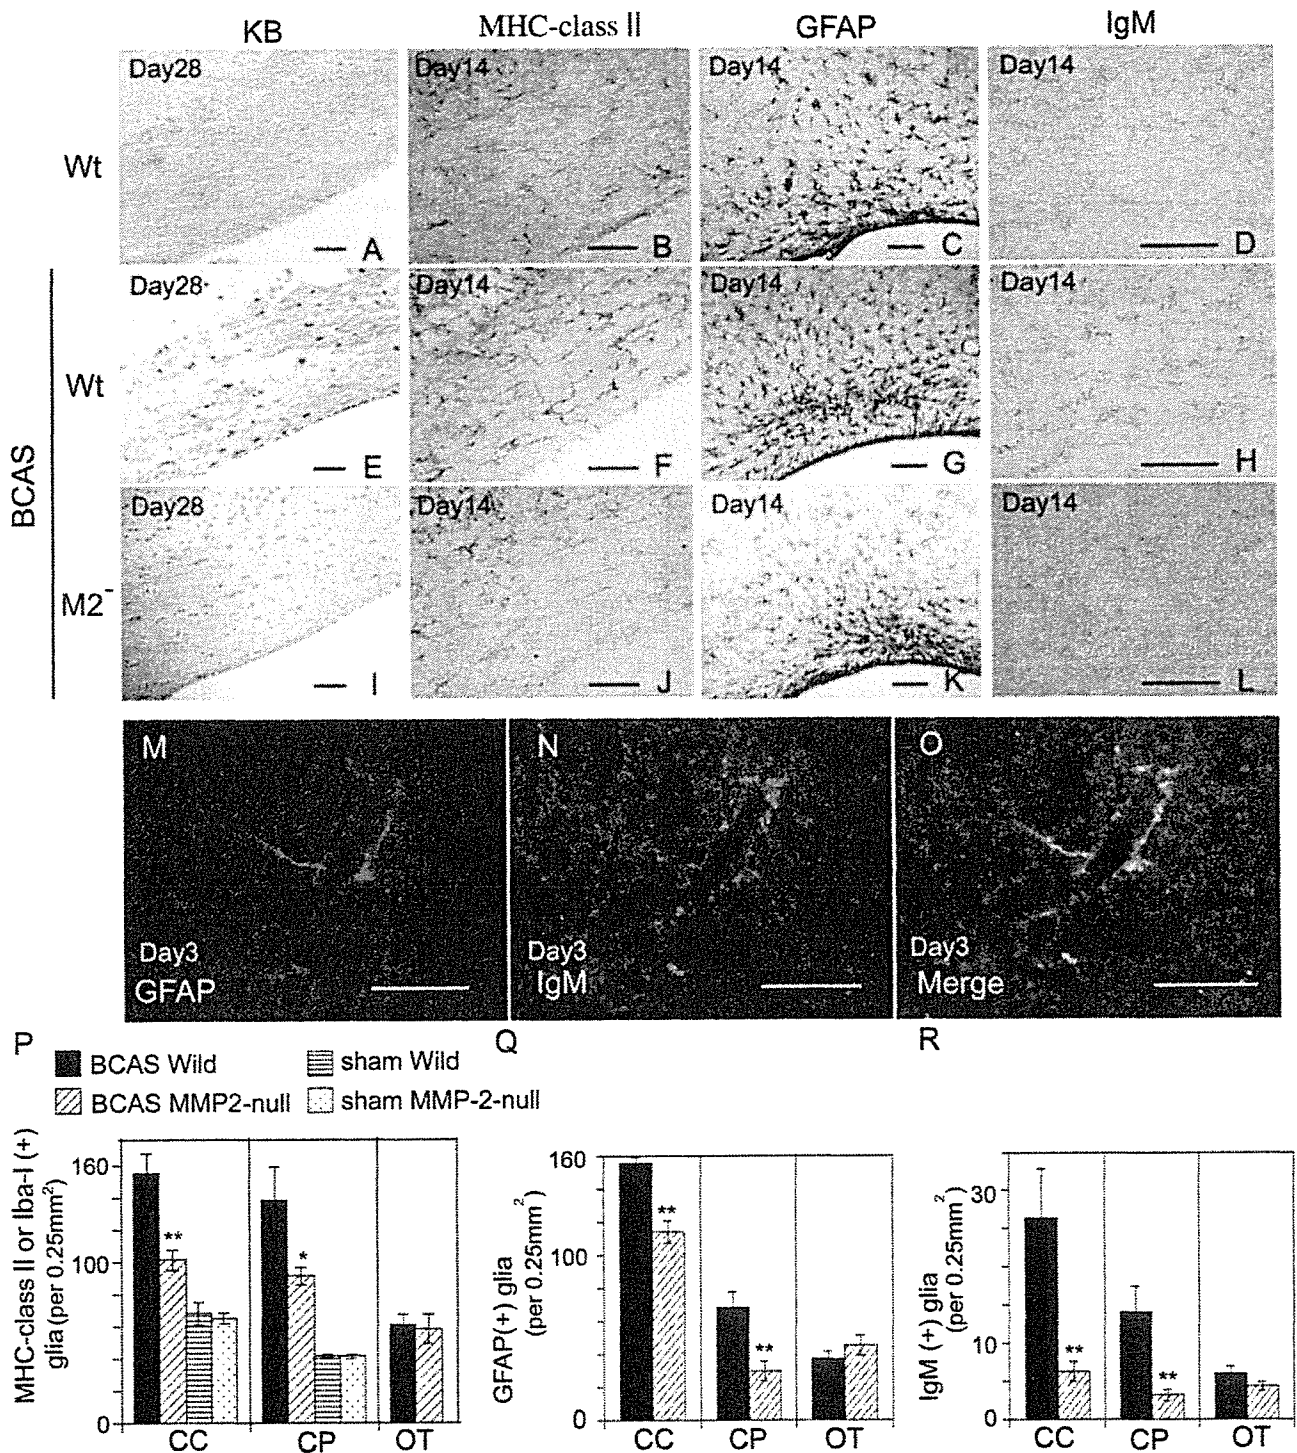 KB MHC-class II GFAP IgM
Wt
Day28 A
Day14 B
Day14 C
Day14 D
BCAS
Wt
Day28 E
Day14 F
Day14 G
Day14 H
M2-
Day28 I
Day14 J
Day14 K
Day14 L
M Day3 GFAP
N Day3 IgM
O Day3 Merge
P
BCAS Wild sham Wild
BCAS MMP2-null sham MMP-2-null
MHC-class II or Iba-I (+)
glia (per 0.25mm2)
160
100
0
** *
CC CP OT
Q
GFAP(+) glia
(per 0.25mm2)
160
100
0
** **
CC CP OT
R
IgM (+) glia
(per 0.25mm2)
30
10
0
** **
CC CP OT